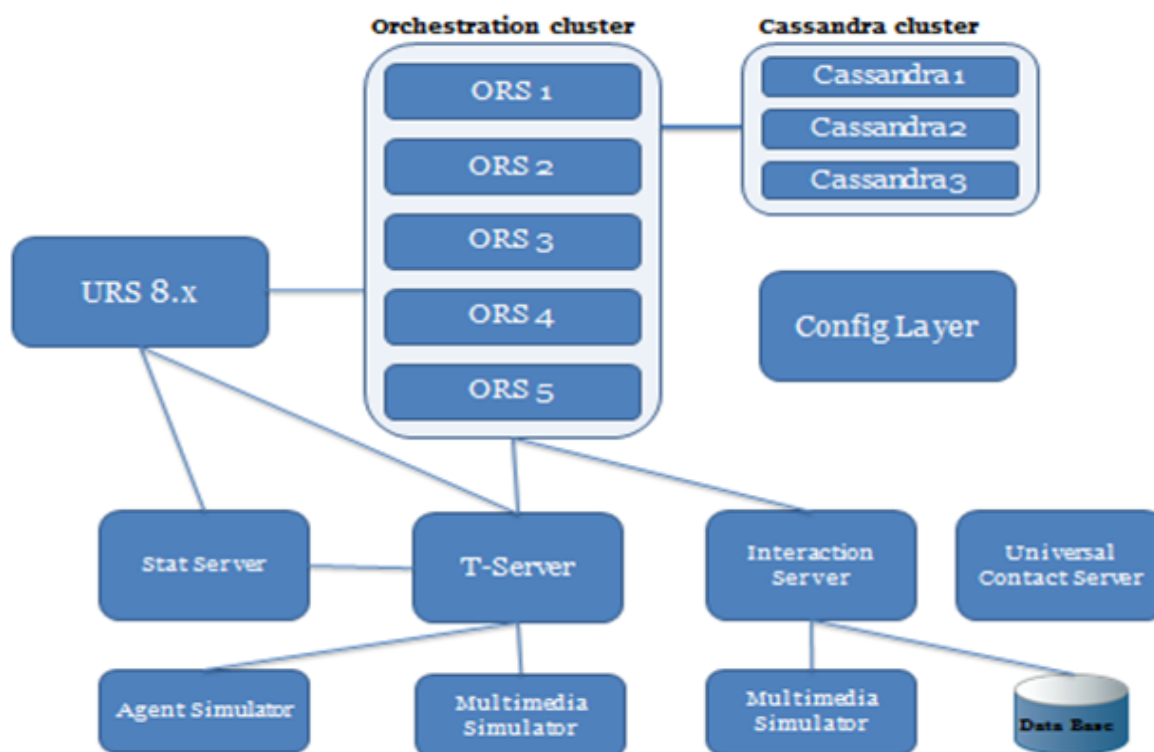 Orchestration cluster
Cassandra cluster
ORS 1
ORS 2
ORS 3
ORS 4
ORS 5
Cassandra1
Cassandra2
Cassandra3
URS 8.x
Config Layer
Stat Server
T-Server
Interaction
Server
Universal
Contact Server
Agent Simulator
Multimedia
Simulator
Multimedia
Simulator
Data Base